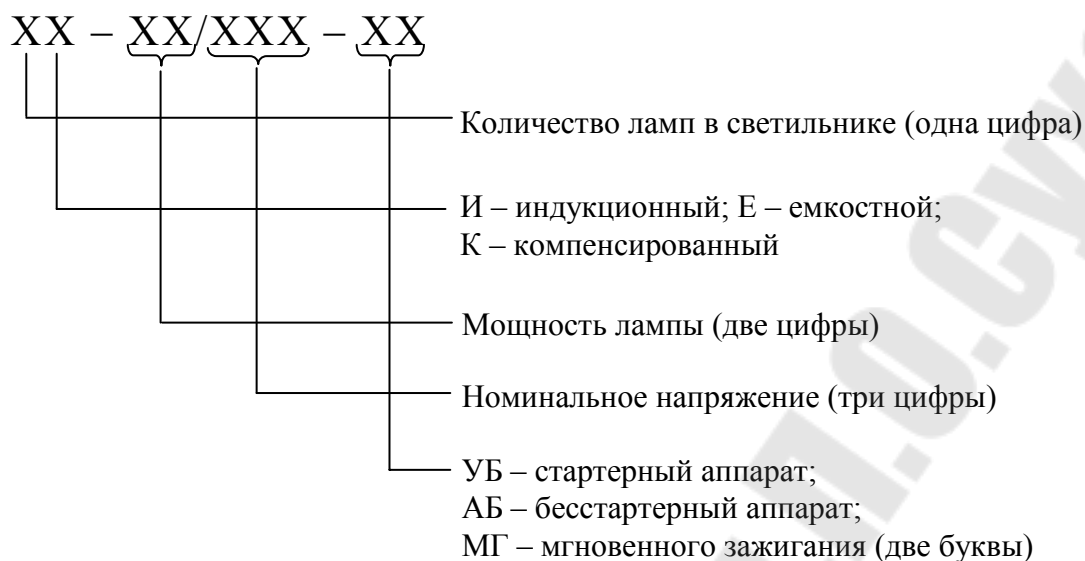 ХХ – ХХ/ХХХ – ХХ
Количество ламп в светильнике (одна цифра)
И – индукционный; Е – емкостной;
К – компенсированный
Мощность лампы (две цифры)
Номинальное напряжение (три цифры)
УБ – стартерный аппарат;
АБ – бесстартерный аппарат;
МГ – мгновенного зажигания (две буквы)